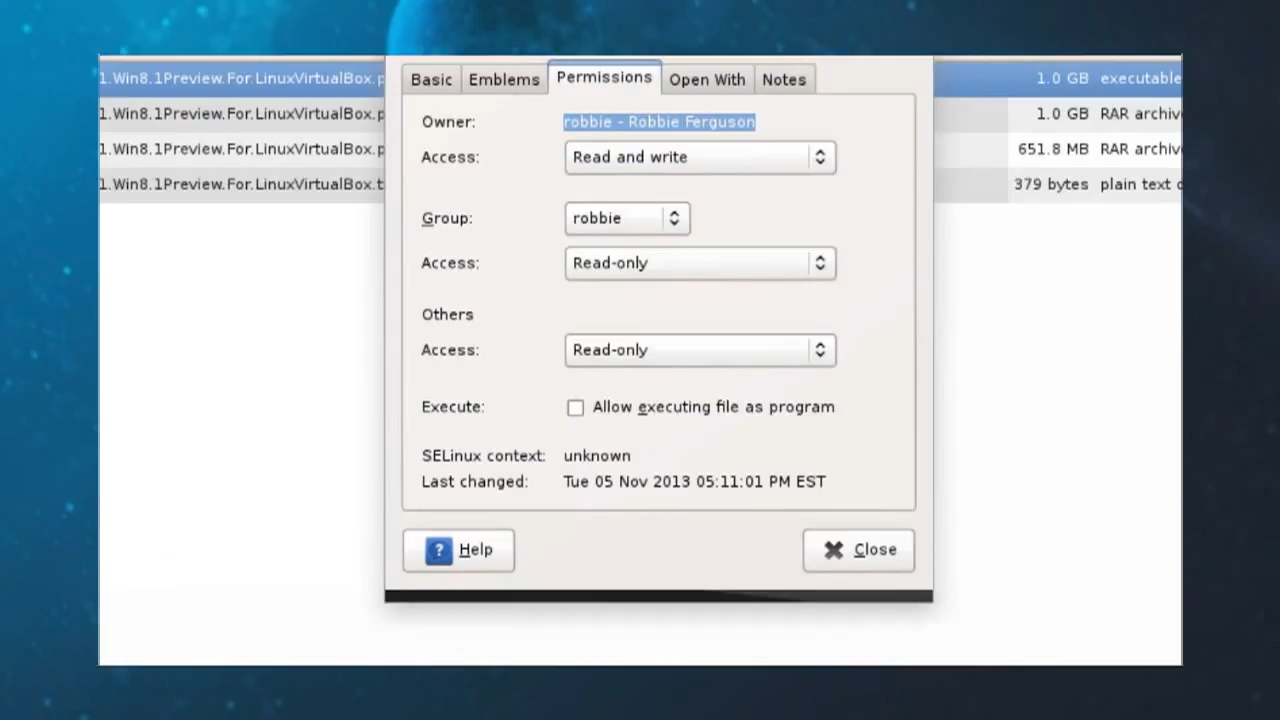 Basic Emblems Permissions Open With Notes
1.Win8.1Preview.For.LinuxVirtualBox.p 1.0 GB executable
1.Win8.1Preview.For.LinuxVirtualBox.p 1.0 GB RAR archiv
1.Win8.1Preview.For.LinuxVirtualBox.p 651.8 MB RAR archiv
1.Win8.1Preview.For.LinuxVirtualBox.t 379 bytes plain text d
Owner: robbie - Robbie Ferguson
Access: Read and write
Group: robbie
Access: Read-only
Others
Access: Read-only
Execute: Allow executing file as program
SELinux context: unknown
Last changed: Tue 05 Nov 2013 05:11:01 PM EST
? Help
Close